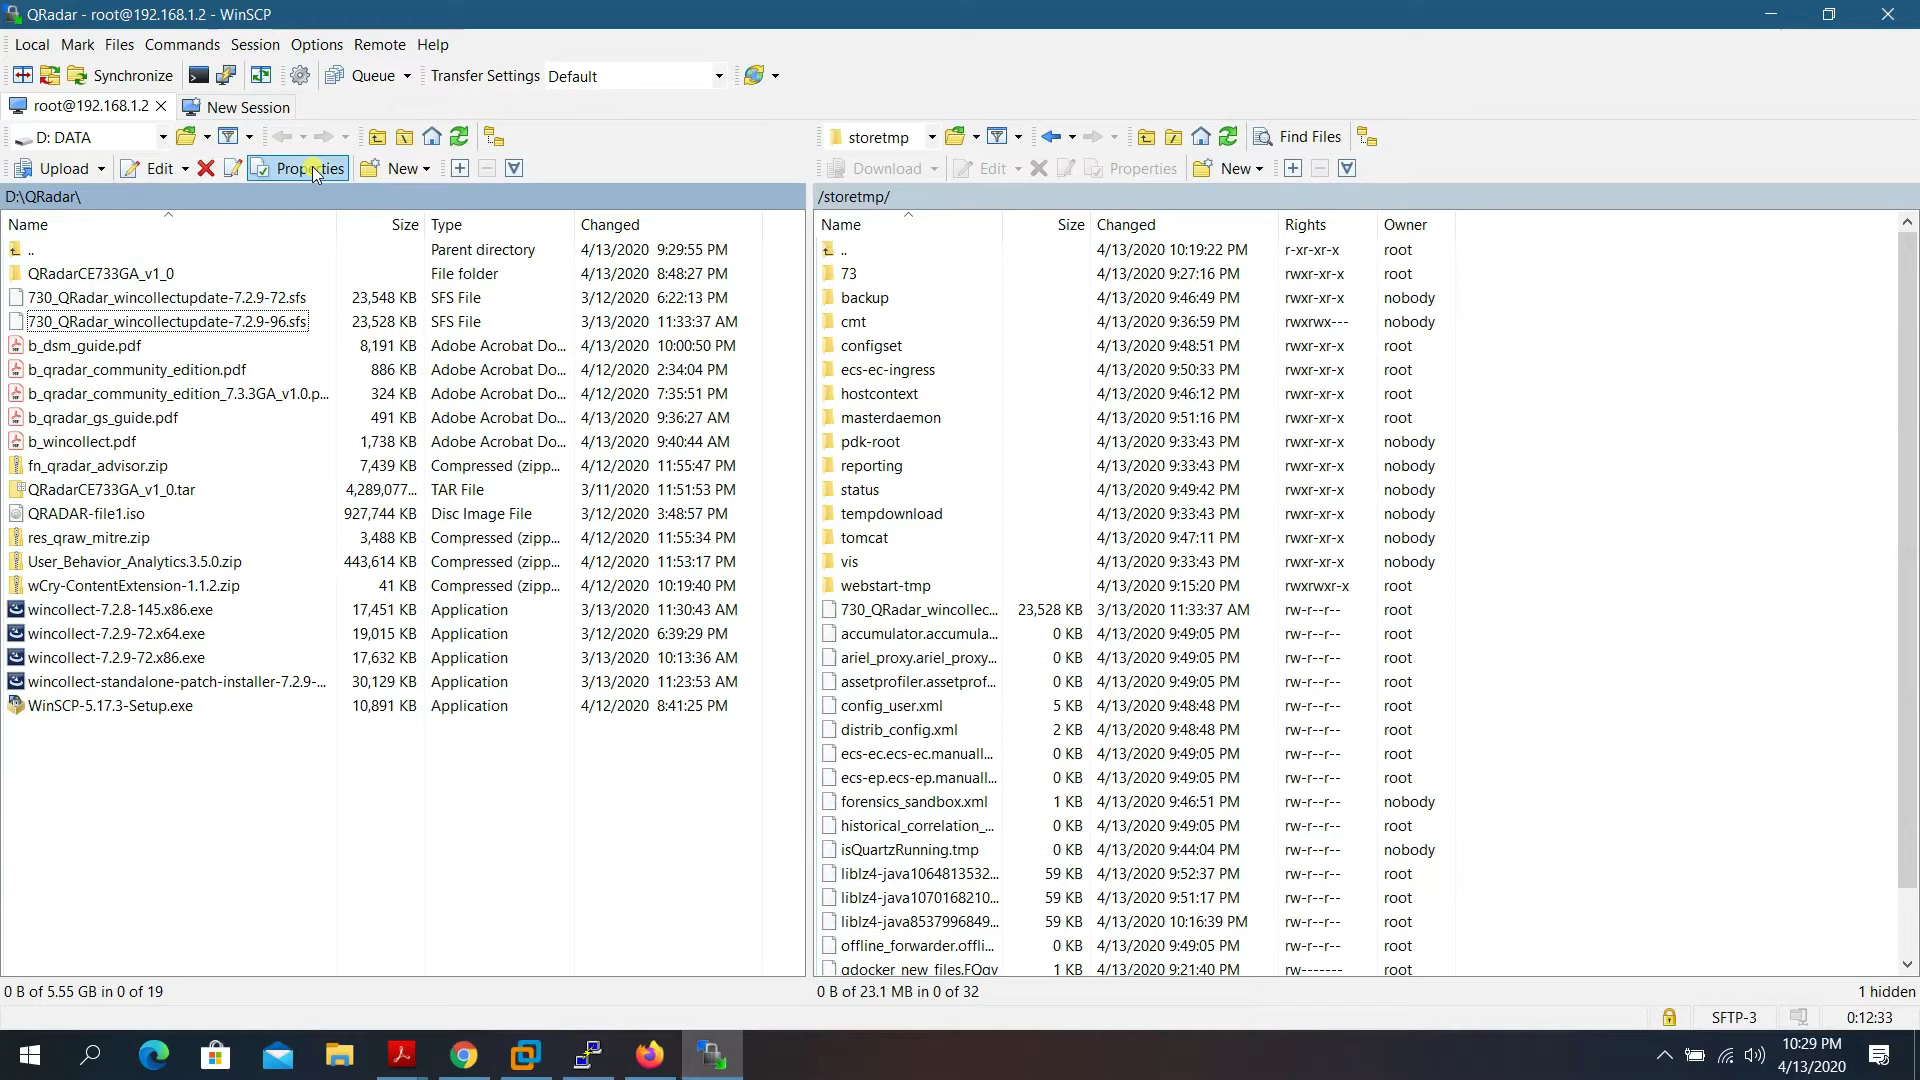 QRadar - root@192.168.1.2 - WinSCP
Local Mark Files Commands Session Options Remote Help
Synchronize Queue Transfer Settings Default
root@192.168.1.2 New Session
D: DATA storetmp Find Files
Upload Edit Properties New Download Edit Properties New
D:\QRadar\ /storetmp/
Name Size Type Changed
.. Parent directory 4/13/2020 9:29:55 PM
QRadarCE733GA_v1_0 File folder 4/13/2020 8:48:27 PM
730_QRadar_wincollectupdate-7.2.9-72.sfs 23,548 KB SFS File 3/12/2020 6:22:13 PM
730_QRadar_wincollectupdate-7.2.9-96.sfs 23,528 KB SFS File 3/13/2020 11:33:37 AM
b_dsm_guide.pdf 8,191 KB Adobe Acrobat Do... 4/13/2020 10:00:50 PM
b_qradar_community_edition.pdf 886 KB Adobe Acrobat Do... 4/12/2020 2:34:04 PM
b_qradar_community_edition_7.3.3GA_v1.0.p... 324 KB Adobe Acrobat Do... 4/12/2020 7:35:51 PM
b_qradar_gs_guide.pdf 491 KB Adobe Acrobat Do... 4/13/2020 9:36:27 AM
b_wincollect.pdf 1,738 KB Adobe Acrobat Do... 4/13/2020 9:40:44 AM
fn_qradar_advisor.zip 7,439 KB Compressed (zipp... 4/12/2020 11:55:47 PM
QRadarCE733GA_v1_0.tar 4,289,077... TAR File 3/11/2020 11:51:53 PM
QRADAR-file1.iso 927,744 KB Disc Image File 3/12/2020 3:48:57 PM
res_qraw_mitre.zip 3,488 KB Compressed (zipp... 4/12/2020 11:55:34 PM
User_Behavior_Analytics.3.5.0.zip 443,614 KB Compressed (zipp... 4/12/2020 11:53:17 PM
wCry-ContentExtension-1.1.2.zip 41 KB Compressed (zipp... 4/12/2020 10:19:40 PM
wincollect-7.2.8-145.x86.exe 17,451 KB Application 3/13/2020 11:30:43 AM
wincollect-7.2.9-72.x64.exe 19,015 KB Application 3/12/2020 6:39:29 PM
wincollect-7.2.9-72.x86.exe 17,632 KB Application 3/13/2020 10:13:36 AM
wincollect-standalone-patch-installer-7.2.9-... 30,129 KB Application 3/13/2020 11:23:53 AM
WinSCP-5.17.3-Setup.exe 10,891 KB Application 4/12/2020 8:41:25 PM
Name Size Changed Rights Owner
.. 4/13/2020 10:19:22 PM r-xr-xr-x root
73 4/13/2020 9:27:16 PM rwxr-xr-x root
backup 4/13/2020 9:46:49 PM rwxr-xr-x nobody
cmt 4/13/2020 9:36:59 PM rwxrwx--- nobody
configset 4/13/2020 9:48:51 PM rwxr-xr-x root
ecs-ec-ingress 4/13/2020 9:50:33 PM rwxr-xr-x root
hostcontext 4/13/2020 9:46:12 PM rwxr-xr-x root
masterdaemon 4/13/2020 9:51:16 PM rwxr-xr-x root
pdk-root 4/13/2020 9:33:43 PM rwxr-xr-x nobody
reporting 4/13/2020 9:33:43 PM rwxr-xr-x nobody
status 4/13/2020 9:49:42 PM rwxr-xr-x nobody
tempdownload 4/13/2020 9:33:43 PM rwxr-xr-x nobody
tomcat 4/13/2020 9:47:11 PM rwxr-xr-x nobody
vis 4/13/2020 9:33:43 PM rwxr-xr-x nobody
webstart-tmp 4/13/2020 9:15:20 PM rwxrwxr-x root
730_QRadar_wincollec... 23,528 KB 3/13/2020 11:33:37 AM rw-r--r-- root
accumulator.accumula... 0 KB 4/13/2020 9:49:05 PM rw-r--r-- root
ariel_proxy.ariel_proxy... 0 KB 4/13/2020 9:49:05 PM rw-r--r-- root
assetprofiler.assetprof... 0 KB 4/13/2020 9:49:05 PM rw-r--r-- root
config_user.xml 5 KB 4/13/2020 9:48:48 PM rw-r--r-- root
distrib_config.xml 2 KB 4/13/2020 9:48:48 PM rw-r--r-- root
ecs-ec.ecs-ec.manuall... 0 KB 4/13/2020 9:49:05 PM rw-r--r-- root
ecs-ep.ecs-ep.manuall... 0 KB 4/13/2020 9:49:05 PM rw-r--r-- root
forensics_sandbox.xml 1 KB 4/13/2020 9:46:51 PM rw-r--r-- nobody
historical_correlation_... 0 KB 4/13/2020 9:49:05 PM rw-r--r-- root
isQuartzRunning.tmp 0 KB 4/13/2020 9:44:04 PM rw-r--r-- nobody
liblz4-java1064813532... 59 KB 4/13/2020 9:52:37 PM rw-r--r-- root
liblz4-java1070168210... 59 KB 4/13/2020 9:51:17 PM rw-r--r-- root
liblz4-java8537996849... 59 KB 4/13/2020 10:16:39 PM rw-r--r-- root
offline_forwarder.offli... 0 KB 4/13/2020 9:49:05 PM rw-r--r-- root
qdocker_new_files.FQqv 1 KB 4/13/2020 9:21:40 PM rw------- root
0 B of 5.55 GB in 0 of 19 0 B of 23.1 MB in 0 of 32 1 hidden
SFTP-3 0:12:33
10:29 PM
4/13/2020